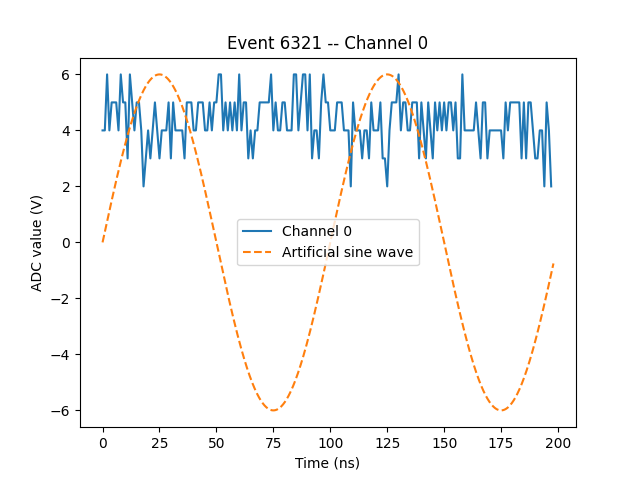 Event 6321 -- Channel 0
6
4
2
0
−2
−4
−6
ADC value (V)
Channel 0
Artificial sine wave
0 25 50 75 100 125 150 175 200
Time (ns)